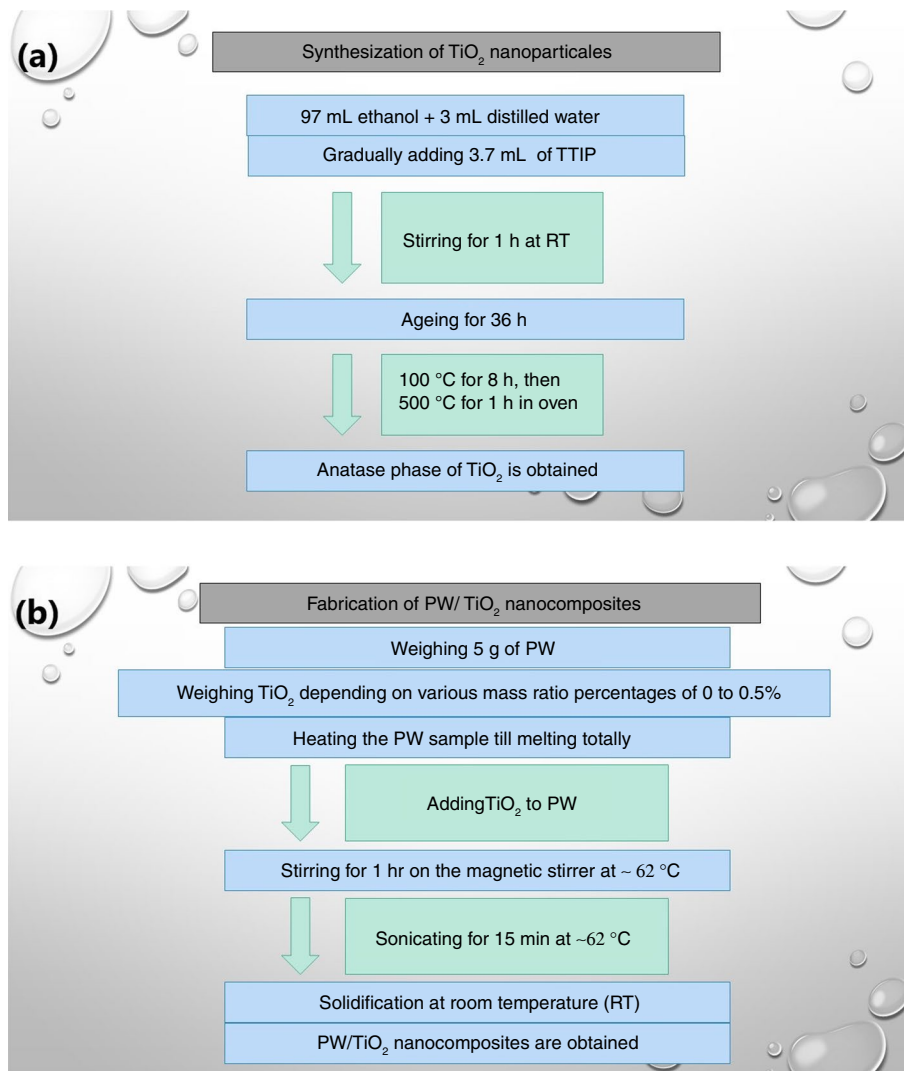 (a)
Synthesization of TiO₂ nanoparticales
97 mL ethanol + 3 mL distilled water
Gradually adding 3.7 mL of TTIP
Stirring for 1 h at RT
Ageing for 36 h
100 °C for 8 h, then
500 °C for 1 h in oven
Anatase phase of TiO₂ is obtained
(b)
Fabrication of PW/ TiO₂ nanocomposites
Weighing 5 g of PW
Weighing TiO₂ depending on various mass ratio percentages of 0 to 0.5%
Heating the PW sample till melting totally
AddingTiO₂ to PW
Stirring for 1 hr on the magnetic stirrer at ~ 62 °C
Sonicating for 15 min at ~62 °C
Solidification at room temperature (RT)
PW/TiO₂ nanocomposites are obtained